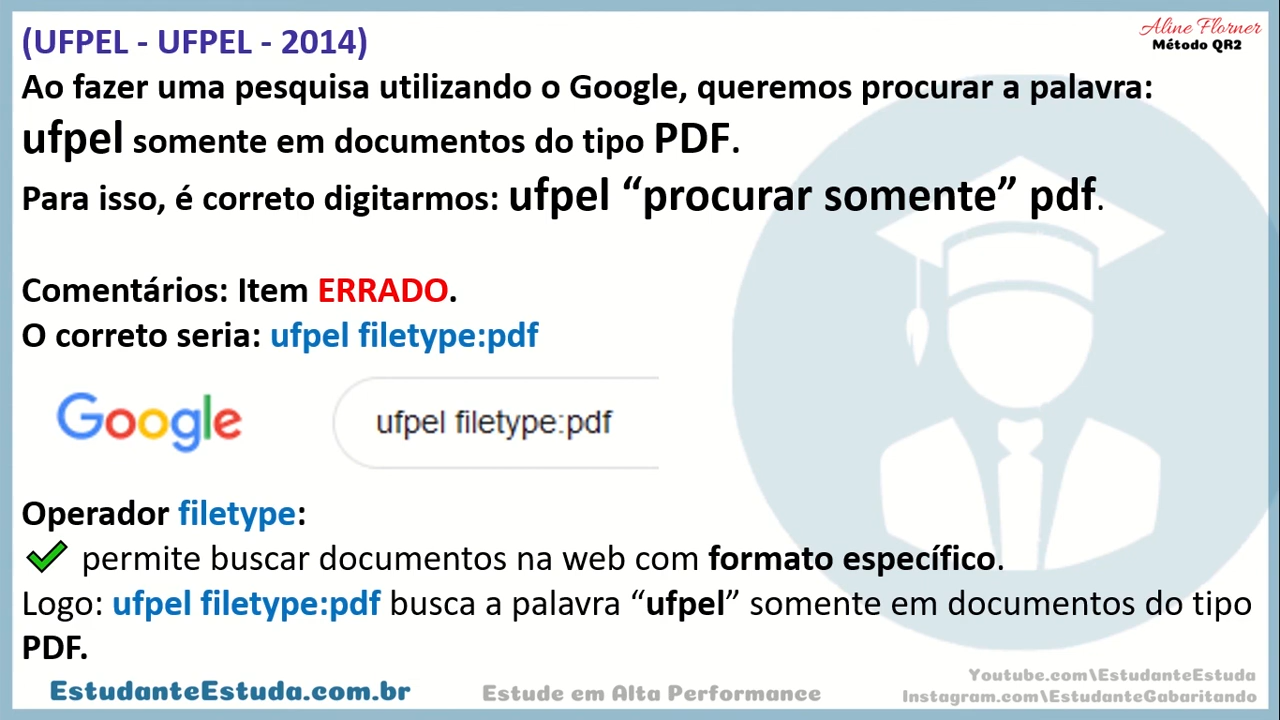 (UFPEL - UFPEL - 2014)
Aline Florner
Método QR2
Ao fazer uma pesquisa utilizando o Google, queremos procurar a palavra:
ufpel somente em documentos do tipo PDF.
Para isso, é correto digitarmos: ufpel “procurar somente” pdf.
Comentários: Item ERRADO.
O correto seria: ufpel filetype:pdf
Google
ufpel filetype:pdf
Operador filetype:
permite buscar documentos na web com formato específico.
Logo: ufpel filetype:pdf busca a palavra “ufpel” somente em documentos do tipo
PDF.
EstudanteEstuda.com.br
Estude em Alta Performance
Youtube.com\EstudanteEstuda
Instagram.com\EstudanteGabaritando